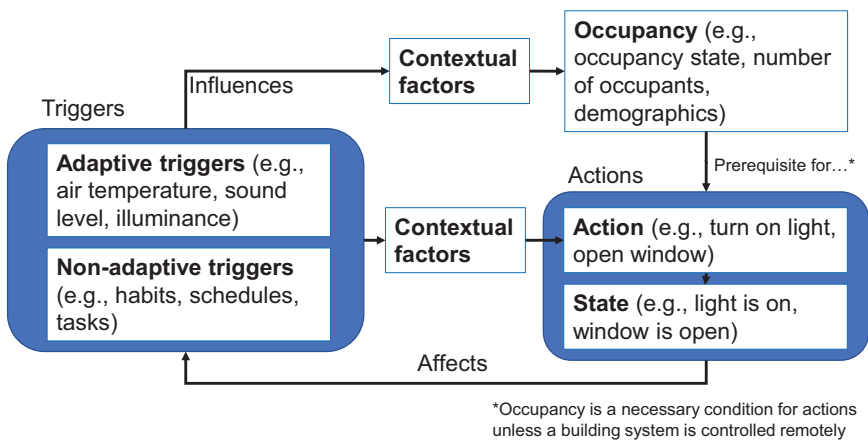 Occupancy (e.g.,
occupancy state, number
of occupants,
demographics)
Contextual
factors
Influences
Triggers
Adaptive triggers (e.g.,
air temperature, sound
level, illuminance)
Non-adaptive triggers
(e.g., habits, schedules,
tasks)
Contextual
factors
Prerequisite for…*
Actions
Action (e.g., turn on light,
open window)
State (e.g., light is on,
window is open)
Affects
*Occupancy is a necessary condition for actions
unless a building system is controlled remotely